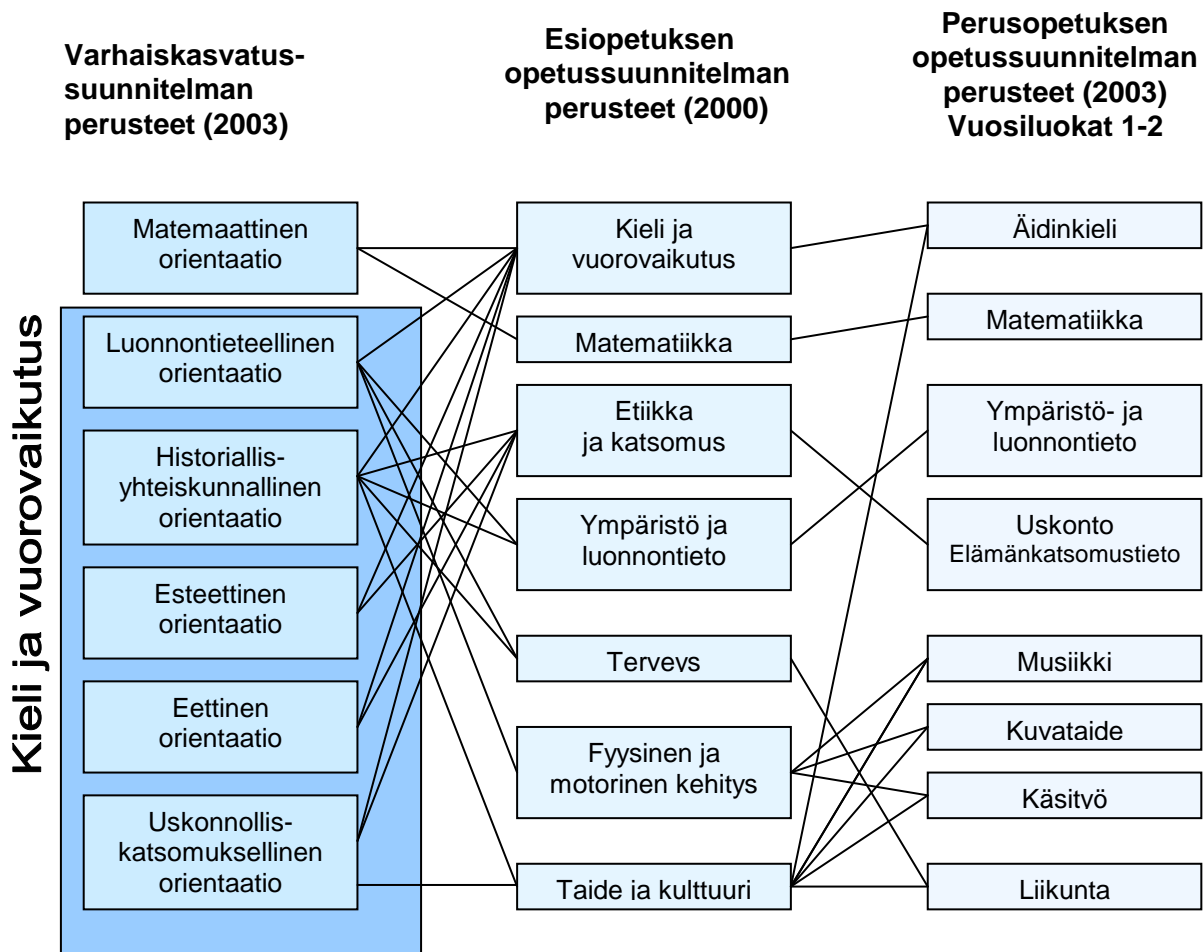 Varhaiskasvatus-
suunnitelman
perusteet (2003)
Esiopetuksen
opetussuunnitelman
perusteet (2000)
Perusopetuksen
opetussuunnitelman
perusteet (2003)
Vuosiluokat 1-2
Kieli ja vuorovaikutus
Matemaattinen
orientaatio
Luonnontieteellinen
orientaatio
Historiallis-
yhteiskunnallinen
orientaatio
Esteettinen
orientaatio
Eettinen
orientaatio
Uskonnollis-
katsomuksellinen
orientaatio
Kieli ja
vuorovaikutus
Matematiikka
Etiikka
ja katsomus
Ympäristö ja
luonnontieto
Terveys
Fyysinen ja
motorinen kehitys
Taide ja kulttuuri
Äidinkieli
Matematiikka
Ympäristö- ja
luonnontieto
Uskonto
Elämänkatsomustieto
Musiikki
Kuvataide
Käsityö
Liikunta